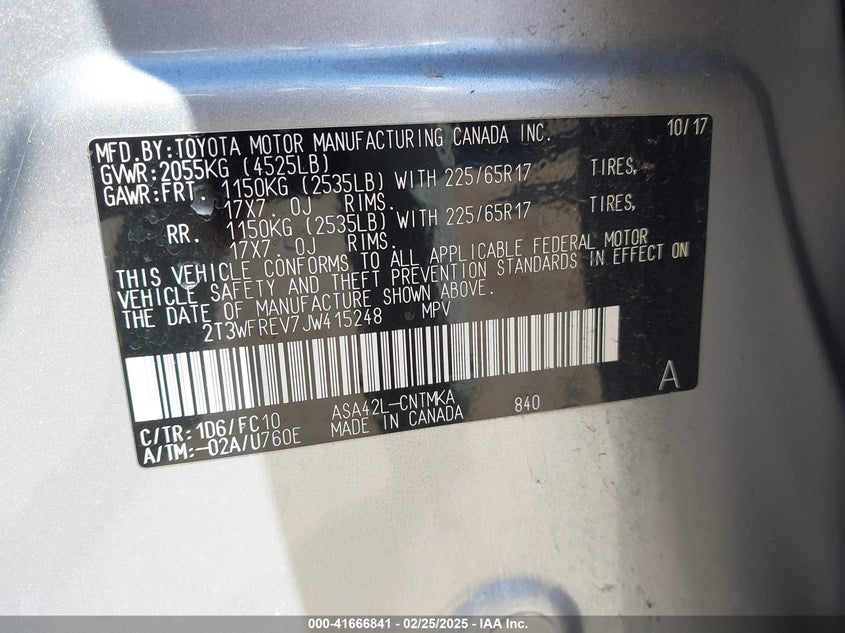 MFD.BY:TOYOTA MOTOR MANUFACTURING CANADA INC. 10/17
GVWR:2055KG (4525LB)
GAWR:FRT. 1150KG (2535LB) WITH 225/65R17 TIRES,
17X7.0J RIMS.
RR. 1150KG (2535LB) WITH 225/65R17 TIRES,
17X7.0J RIMS.
THIS VEHICLE CONFORMS TO ALL APPLICABLE FEDERAL MOTOR
VEHICLE SAFETY AND THEFT PREVENTION STANDARDS IN EFFECT ON
THE DATE OF MANUFACTURE SHOWN ABOVE.
2T3WFREV7JW415248 MPV
A
C/TR:1D6/FC10 ASA42L-CNTMKA 840
A/TM:-02A/U760E MADE IN CANADA
000-41666841 - 02/25/2025 - IAA Inc.